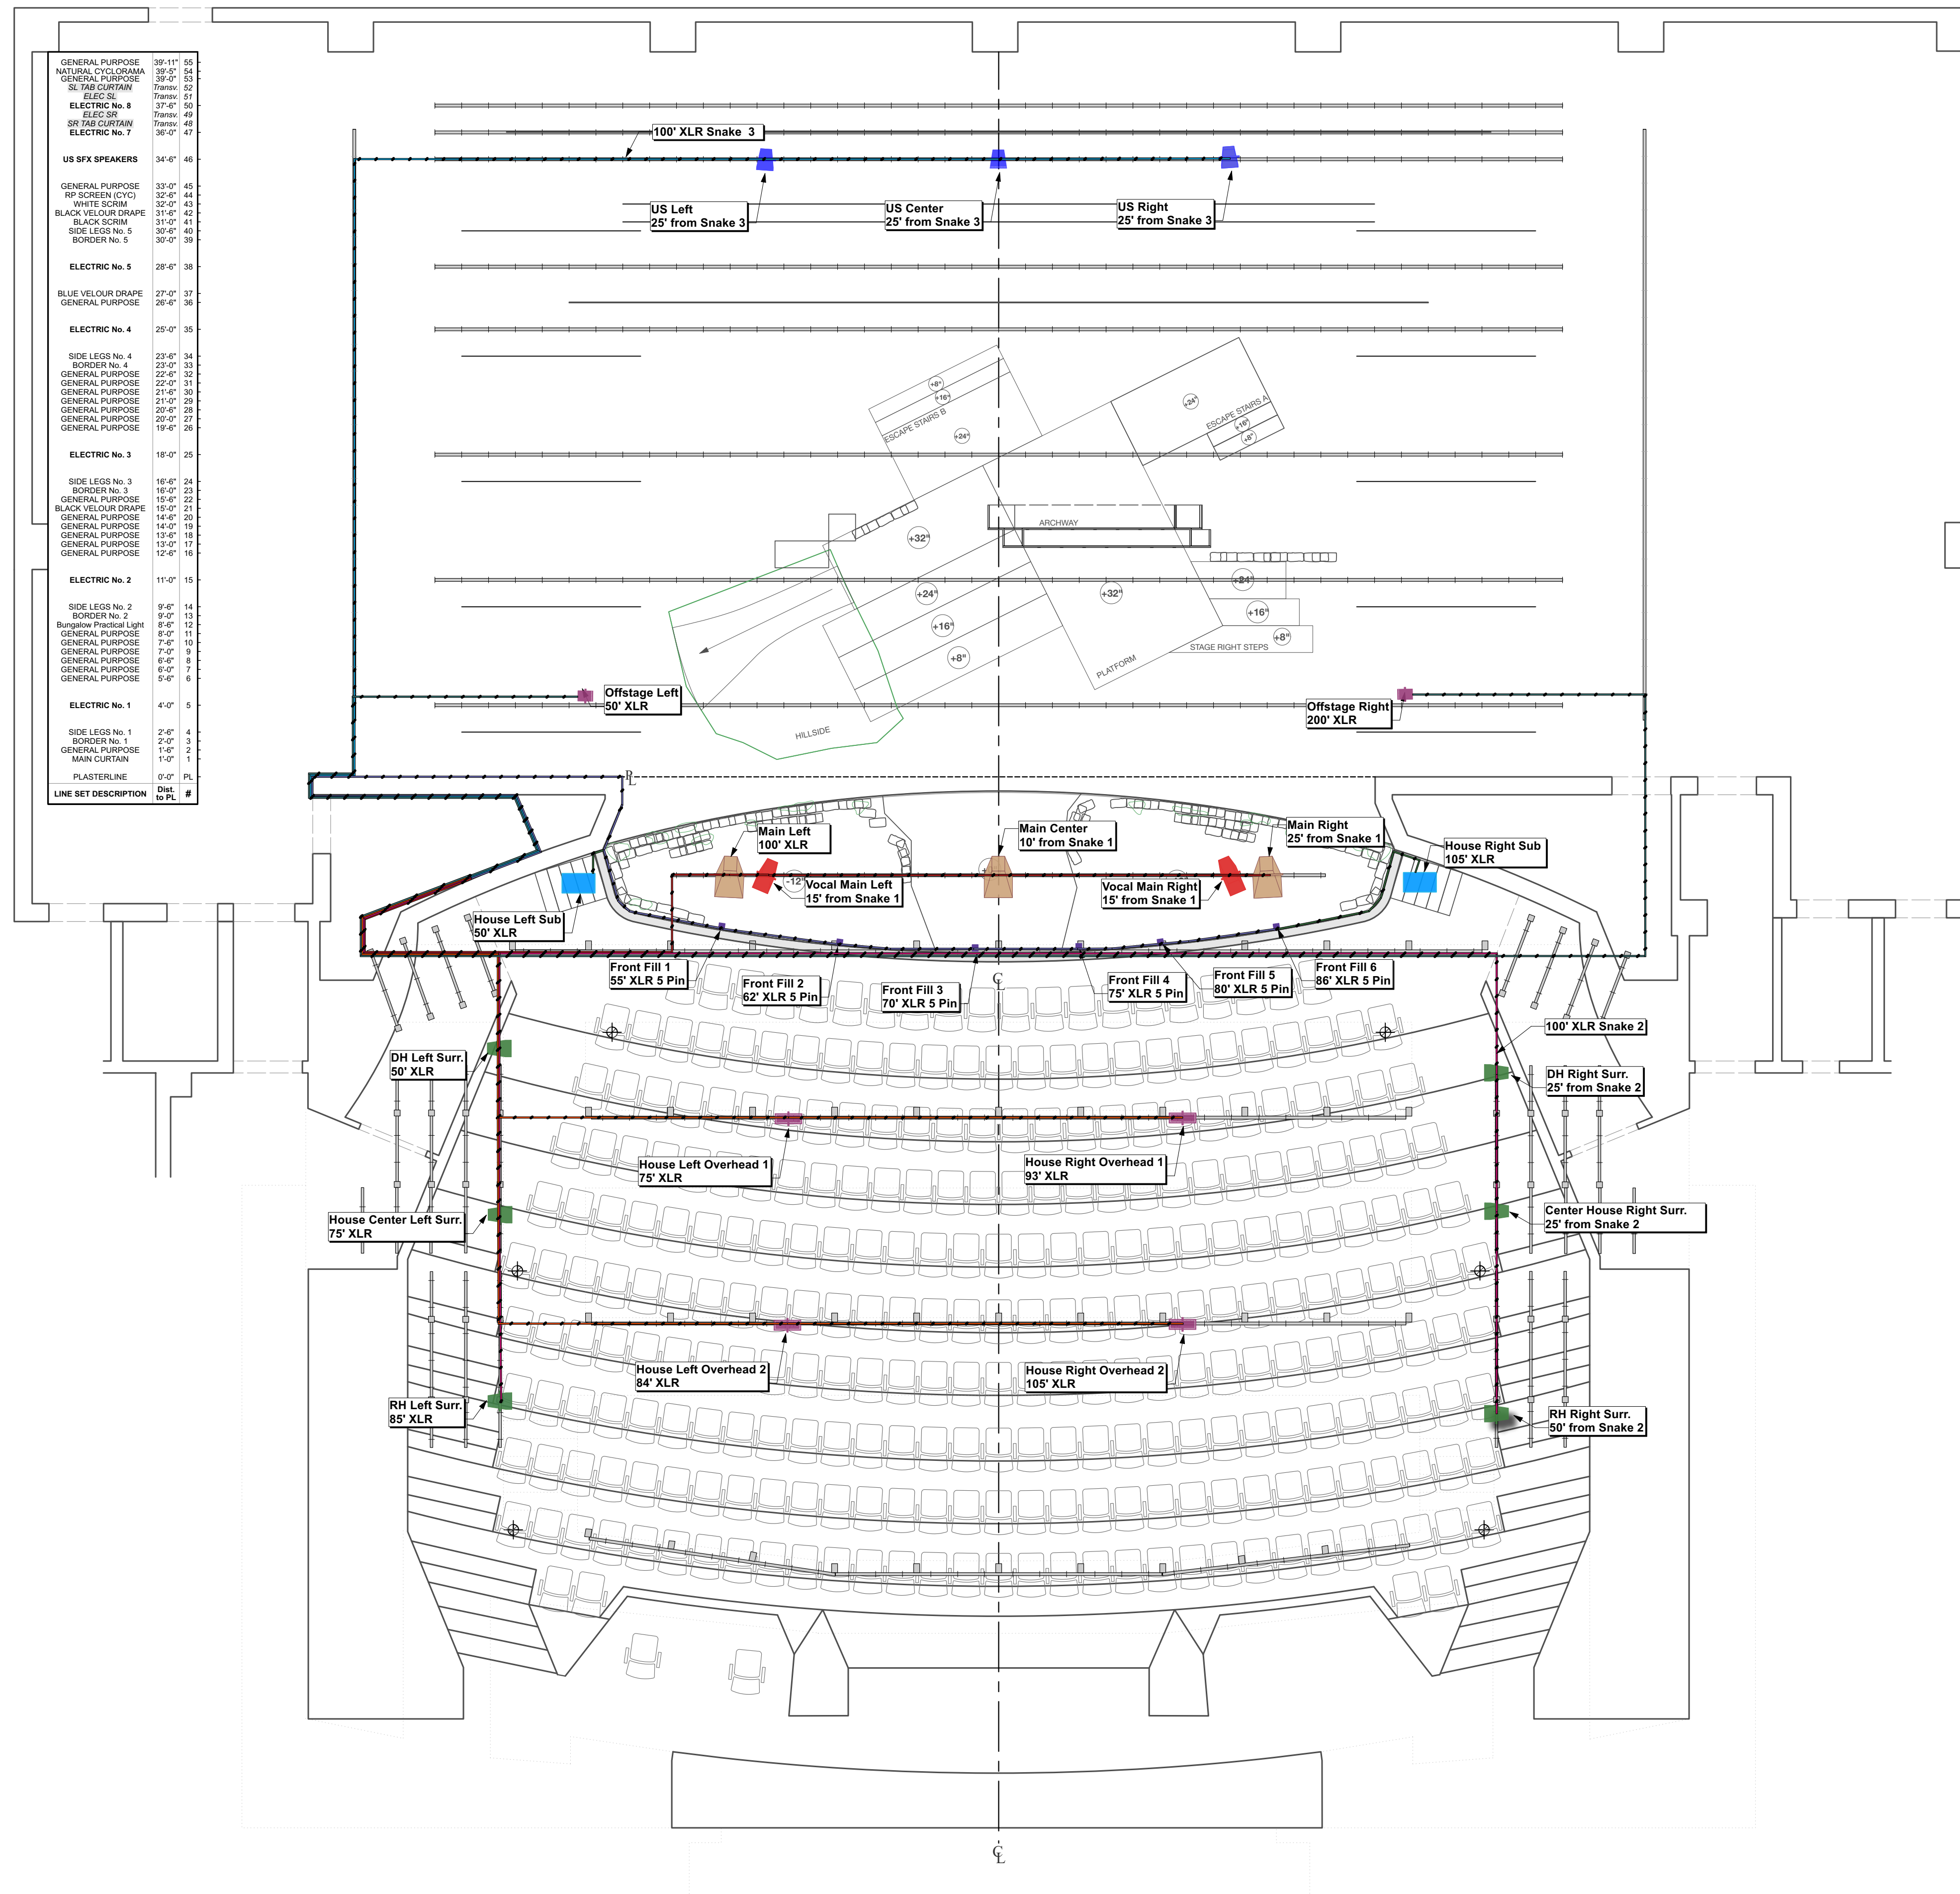 GENERAL PURPOSE 39'-11" 55
NATURAL CYCLORAMA 39'-5" 54
GENERAL PURPOSE 39'-0" 53
SL TAB CURTAIN Transv. 52
ELEC SL Transv. 51
ELECTRIC No. 8 37'-6" 50
ELEC SR Transv. 49
SR TAB CURTAIN Transv. 48
ELECTRIC No. 7 36'-0" 47
US SFX SPEAKERS 34'-6" 46
GENERAL PURPOSE 33'-0" 45
RP SCREEN (CYC) 32'-6" 44
WHITE SCRIM 32'-0" 43
BLACK VELOUR DRAPE 31'-6" 42
BLACK SCRIM 31'-0" 41
SIDE LEGS No. 5 30'-6" 40
BORDER No. 5 30'-0" 39
ELECTRIC No. 5 28'-6" 38
BLUE VELOUR DRAPE 27'-0" 37
GENERAL PURPOSE 26'-6" 36
ELECTRIC No. 4 25'-0" 35
SIDE LEGS No. 4 23'-6" 34
BORDER No. 4 23'-0" 33
GENERAL PURPOSE 22'-6" 32
GENERAL PURPOSE 22'-0" 31
GENERAL PURPOSE 21'-6" 30
GENERAL PURPOSE 21'-0" 29
GENERAL PURPOSE 20'-6" 28
GENERAL PURPOSE 20'-0" 27
GENERAL PURPOSE 19'-6" 26
ELECTRIC No. 3 18'-0" 25
SIDE LEGS No. 3 16'-6" 24
BORDER No. 3 16'-0" 23
GENERAL PURPOSE 15'-6" 22
BLACK VELOUR DRAPE 15'-0" 21
GENERAL PURPOSE 14'-6" 20
GENERAL PURPOSE 14'-0" 19
GENERAL PURPOSE 13'-6" 18
GENERAL PURPOSE 13'-0" 17
GENERAL PURPOSE 12'-6" 16
ELECTRIC No. 2 11'-0" 15
SIDE LEGS No. 2 9'-6" 14
BORDER No. 2 9'-0" 13
Bungalow Practical Light 8'-6" 12
GENERAL PURPOSE 8'-0" 11
GENERAL PURPOSE 7'-6" 10
GENERAL PURPOSE 7'-0" 9
GENERAL PURPOSE 6'-6" 8
GENERAL PURPOSE 6'-0" 7
GENERAL PURPOSE 5'-6" 6
ELECTRIC No. 1 4'-0" 5
SIDE LEGS No. 1 2'-6" 4
BORDER No. 1 2'-0" 3
GENERAL PURPOSE 1'-6" 2
MAIN CURTAIN 1'-0" 1
PLASTERLINE 0'-0" PL
LINE SET DESCRIPTION Dist. to PL #
100' XLR Snake 3
US Left
25' from Snake 3
US Center
25' from Snake 3
US Right
25' from Snake 3
+8"
+16"
ESCAPE STAIRS B
+24"
+24"
ESCAPE STAIRS A
+16"
+8"
ARCHWAY
+32"
+24"
+16"
+8"
+32"
+24"
+16"
+8"
STAGE RIGHT STEPS
PLATFORM
HILLSIDE
Offstage Left
50' XLR
Offstage Right
200' XLR
PL
Main Left
100' XLR
Main Center
10' from Snake 1
Main Right
25' from Snake 1
House Right Sub
105' XLR
-12"
Vocal Main Left
15' from Snake 1
Vocal Main Right
15' from Snake 1
House Left Sub
50' XLR
Front Fill 1
55' XLR 5 Pin
Front Fill 2
62' XLR 5 Pin
Front Fill 3
70' XLR 5 Pin
CL
Front Fill 4
75' XLR 5 Pin
Front Fill 5
80' XLR 5 Pin
Front Fill 6
86' XLR 5 Pin
100' XLR Snake 2
DH Left Surr.
50' XLR
DH Right Surr.
25' from Snake 2
House Left Overhead 1
75' XLR
House Right Overhead 1
93' XLR
House Center Left Surr.
75' XLR
Center House Right Surr.
25' from Snake 2
House Left Overhead 2
84' XLR
House Right Overhead 2
105' XLR
RH Left Surr.
85' XLR
RH Right Surr.
50' from Snake 2
CL